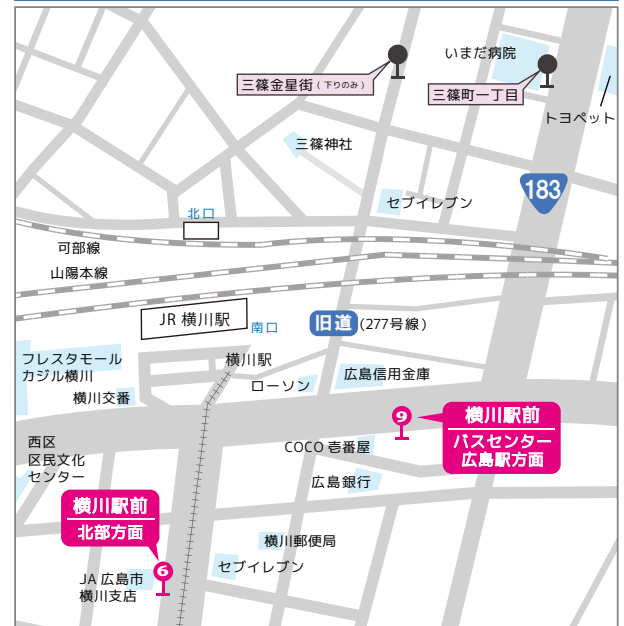 いまだ病院
三篠金星街(下りのみ)
三篠町一丁目
トヨペット
三篠神社
183
セブイレブン
北口
可部線
山陽本線
JR 横川駅
南口
旧道(277号線)
フレスタモール
カジル横川
横川駅
ローソン
広島信用金庫
横川交番
9
横川駅前
バスセンター
広島駅方面
西区
区民文化
センター
COCO 壱番屋
広島銀行
横川駅前
北部方面
横川郵便局
6
セブイレブン
JA 広島市
横川支店